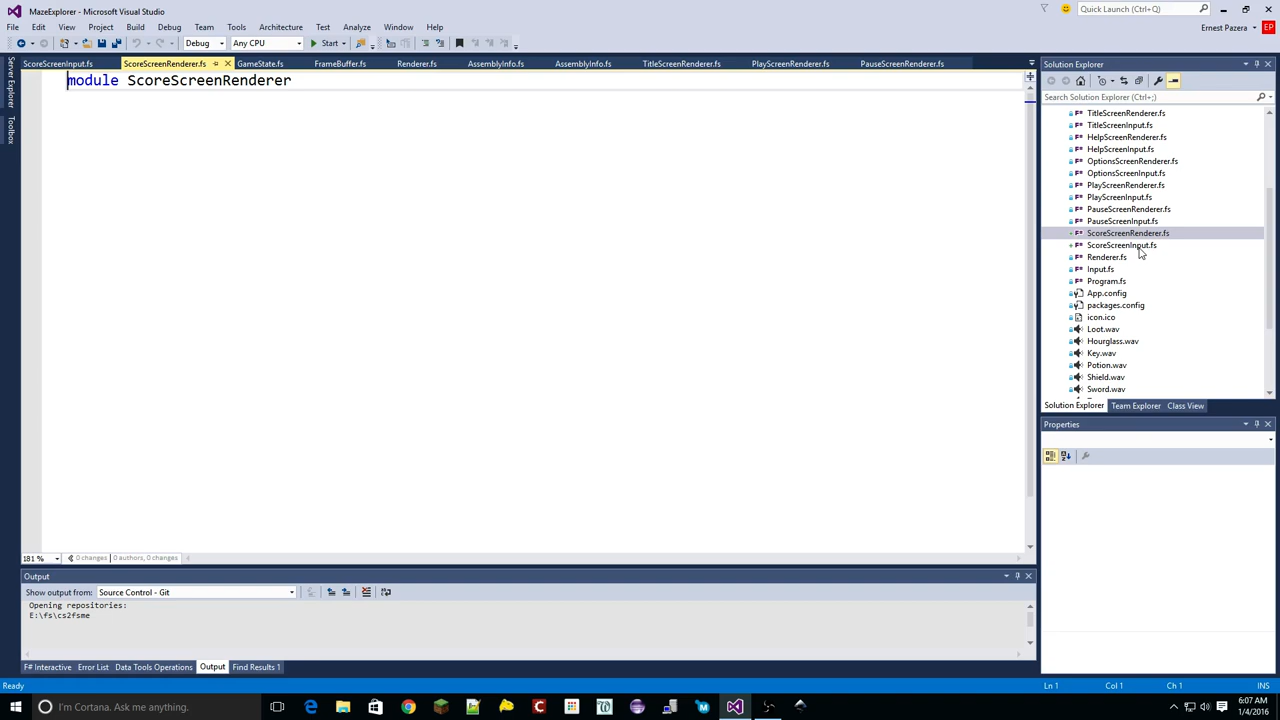 MazeExplorer - Microsoft Visual Studio
Quick Launch (Ctrl+Q)
File Edit View Project Build Debug Team Tools Test Analyze Window Help
Ernest Pazera EP
Debug Any CPU Start
ScoreScreenInput.fs ScoreScreenRenderer.fs GameState.fs FrameBuffer.fs Renderer.fs AssemblyInfo.fs AssemblyInfo.fs TitleScreenRenderer.fs PlayScreenRenderer.fs PauseScreenRenderer.fs
Server Explorer
Toolbox
module ScoreScreenRenderer
Solution Explorer
Search Solution Explorer (Ctrl+;)
TitleScreenRenderer.fs
TitleScreenInput.fs
HelpScreenRenderer.fs
HelpScreenInput.fs
OptionsScreenRenderer.fs
OptionsScreenInput.fs
PlayScreenRenderer.fs
PlayScreenInput.fs
PauseScreenRenderer.fs
PauseScreenInput.fs
ScoreScreenRenderer.fs
ScoreScreenInput.fs
Renderer.fs
Input.fs
Program.fs
App.config
packages.config
icon.ico
Loot.wav
Hourglass.wav
Key.wav
Potion.wav
Shield.wav
Sword.wav
Solution Explorer Team Explorer Class View
Properties
181 % 0 changes | 0 authors, 0 changes
Output
Show output from: Source Control - Git
Opening repositories:
E:\fs\cs2fsme
F# Interactive Error List Data Tools Operations Output Find Results 1
Ready Ln 1 Col 1 Ch 1 INS
I'm Cortana. Ask me anything.
6:07 AM
1/4/2016